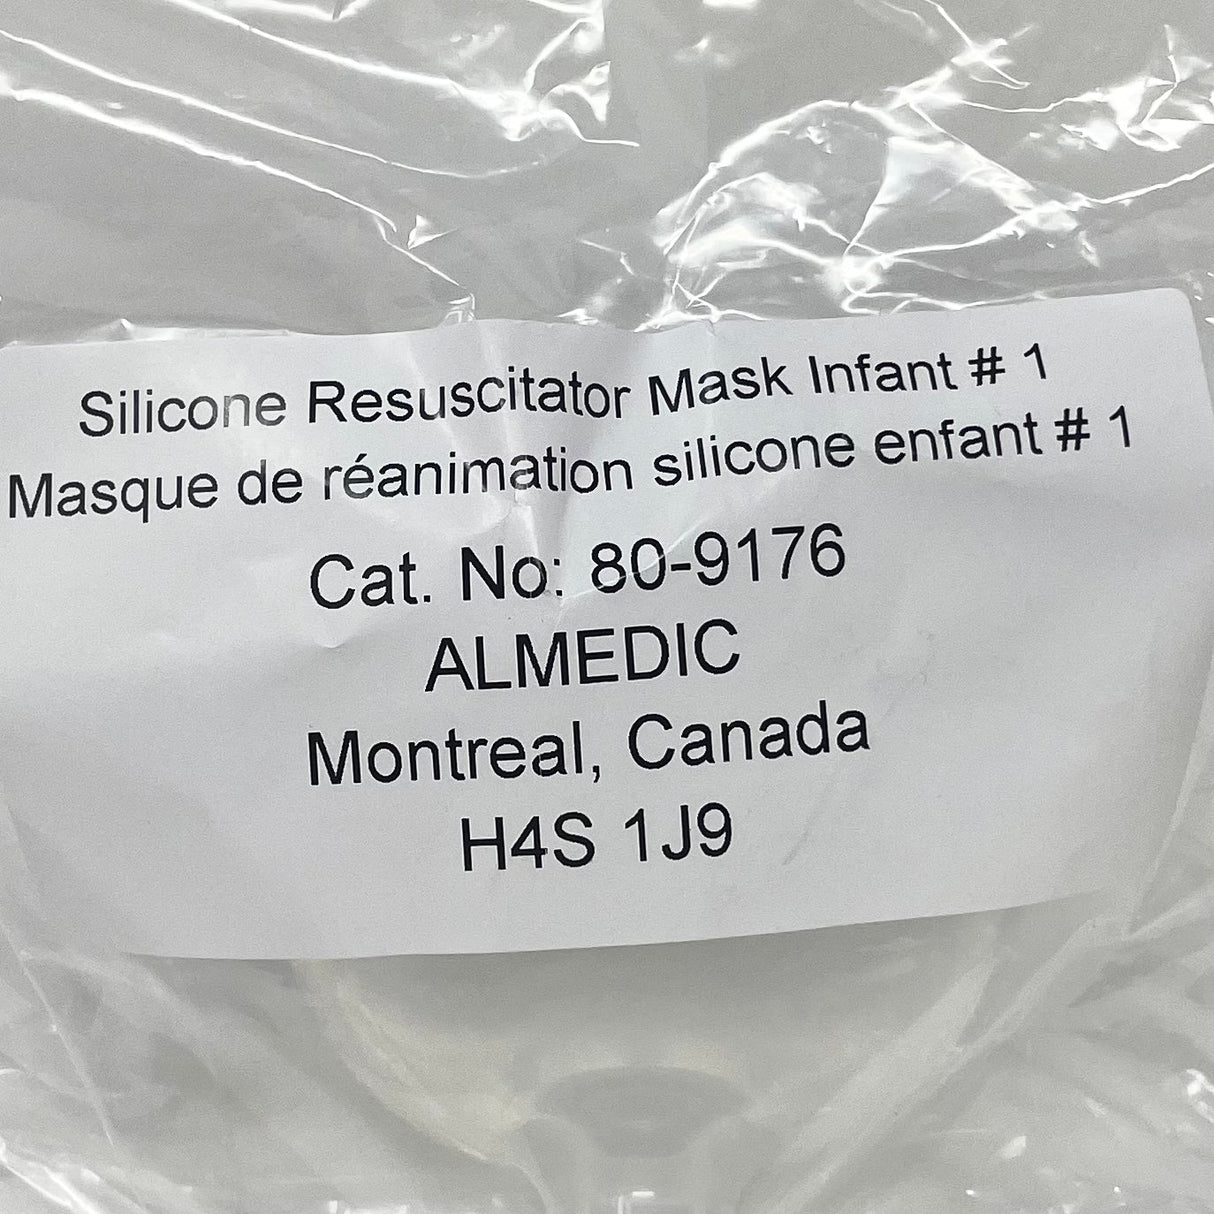 Silicone Resuscitator Mask Infant # 1
Masque de réanimation silicone enfant # 1
Cat. No: 80-9176
ALMEDIC
Montreal, Canada
H4S 1J9